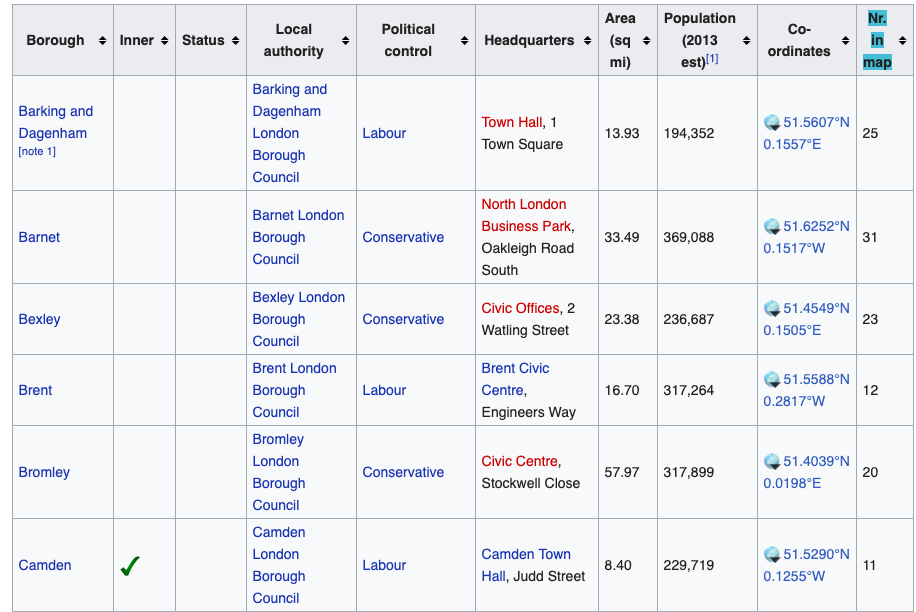 Borough Inner Status Local authority Political control Headquarters Area (sq mi) Population (2013 est)[1] Co-ordinates Nr. in map
Barking and Dagenham [note 1] Barking and Dagenham London Borough Council Labour Town Hall, 1 Town Square 13.93 194,352 51.5607°N 0.1557°E 25
Barnet Barnet London Borough Council Conservative North London Business Park, Oakleigh Road South 33.49 369,088 51.6252°N 0.1517°W 31
Bexley Bexley London Borough Council Conservative Civic Offices, 2 Watling Street 23.38 236,687 51.4549°N 0.1505°E 23
Brent Brent London Borough Council Labour Brent Civic Centre, Engineers Way 16.70 317,264 51.5588°N 0.2817°W 12
Bromley Bromley London Borough Council Conservative Civic Centre, Stockwell Close 57.97 317,899 51.4039°N 0.0198°E 20
Camden ✓ Camden London Borough Council Labour Camden Town Hall, Judd Street 8.40 229,719 51.5290°N 0.1255°W 11